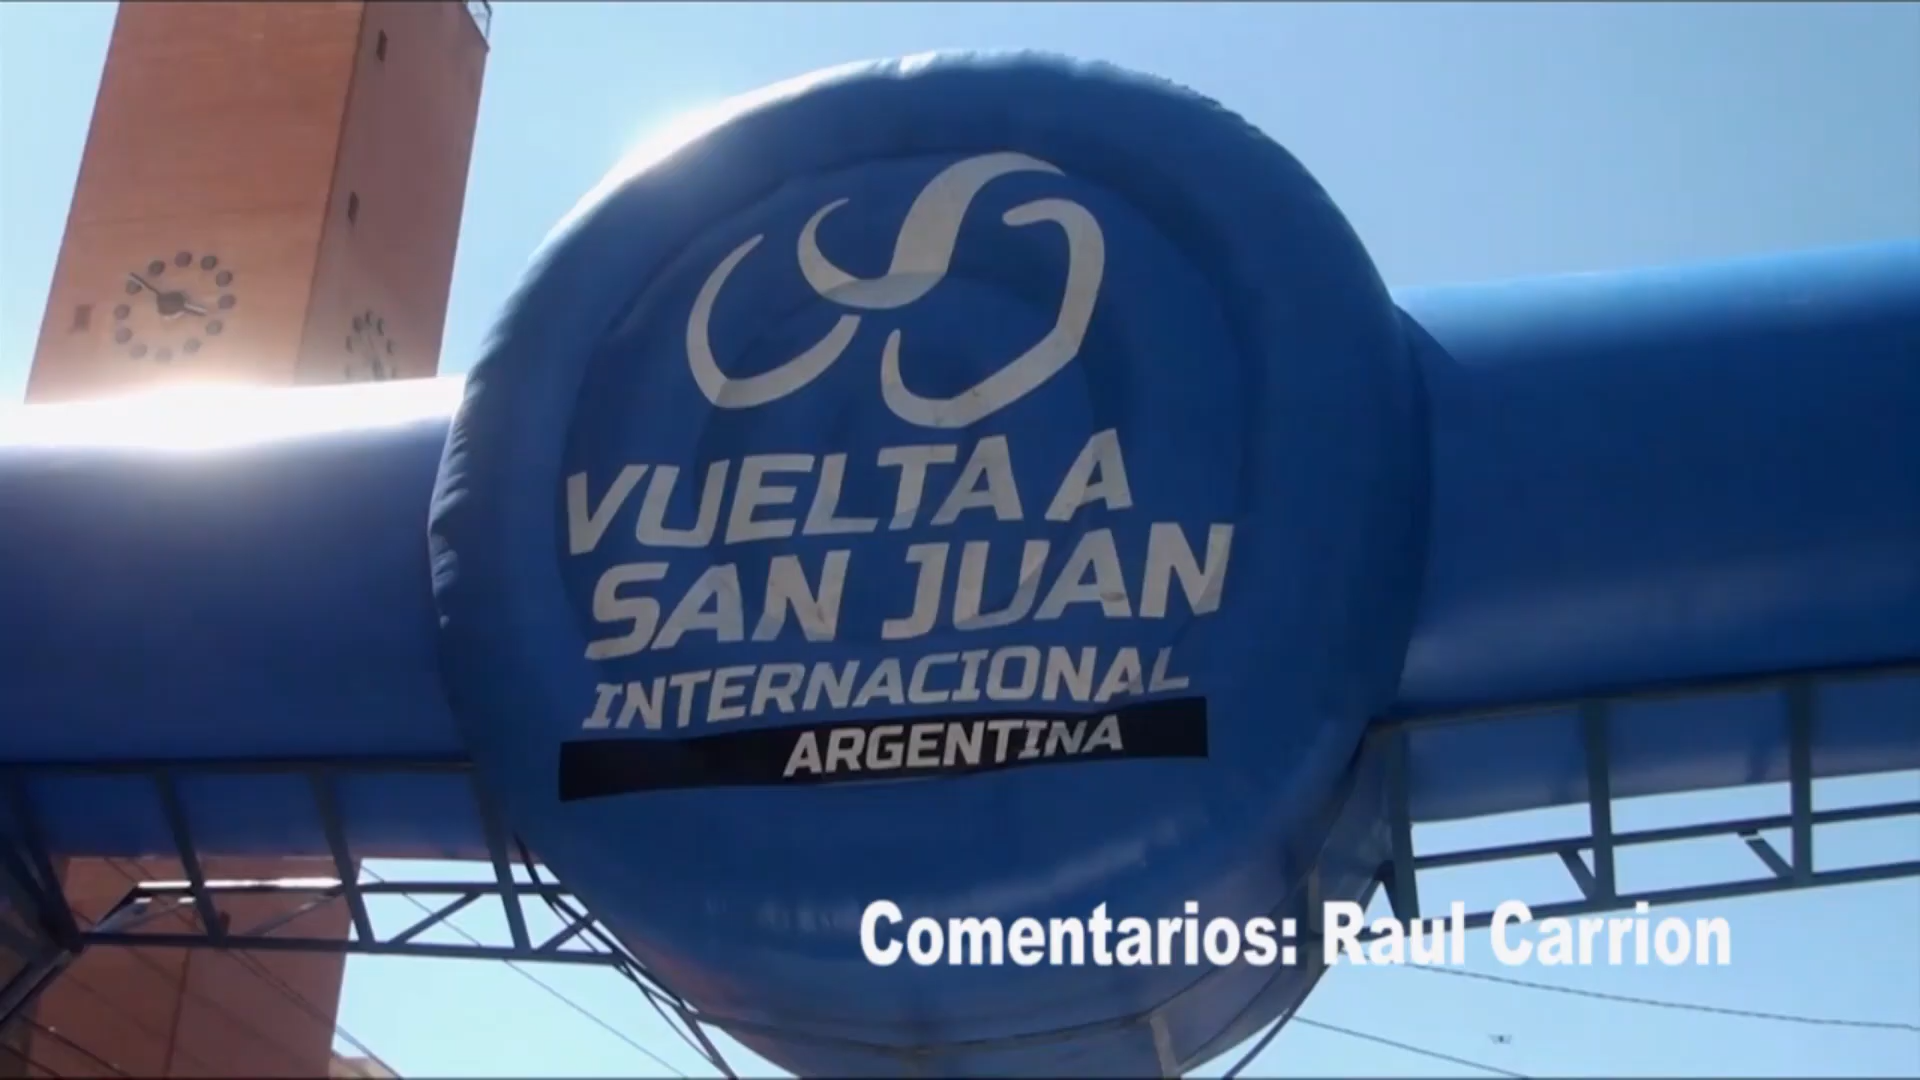 VUELTA A
SAN JUAN
INTERNACIONAL
ARGENTINA
Comentarios: Raul Carrion